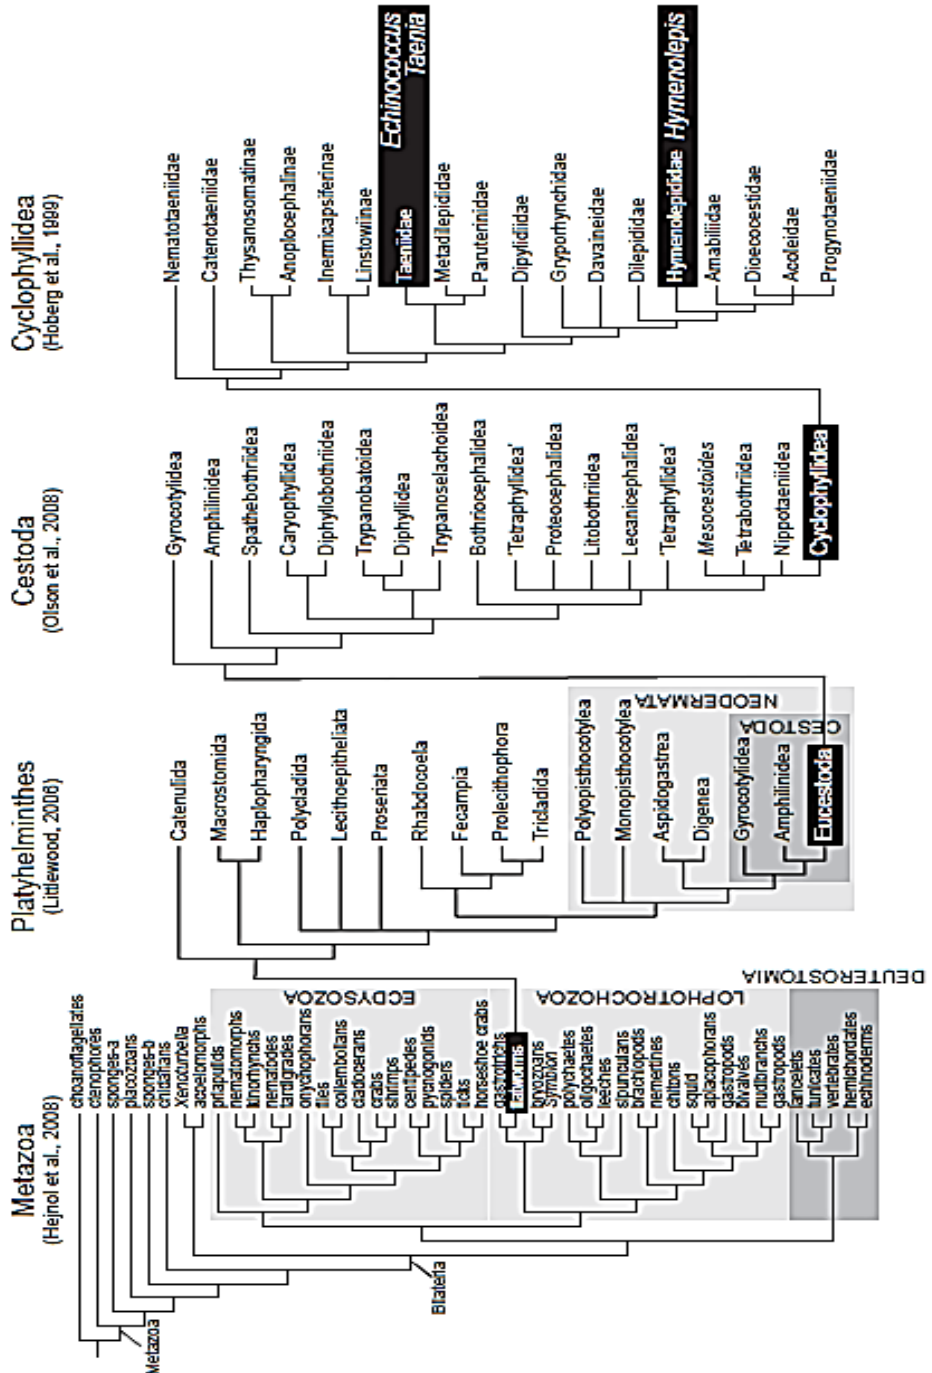 Metazoa
(Hejnol et al., 2008)
choanoflagellates
ctenophores
sponges-a
placozoans
sponges-b
cnidarians
Xenoturbella
acoelomorphs
priapulids
nematomorphs
kinorhynchs
nematodes
tardigrades
onycophorans
flies
colembollans
cladocerans
crabs
shrimps
centipedes
pycnogonids
spiders
ticks
horseshoe crabs
gastrotrichs
flatworms
bryozoans
Symbion
polychaetes
oligochaetes
leeches
sipunculans
brachiopods
nemertines
chitons
squid
aplacophorans
gastropods
bivalves
nudibranchs
gastropods
lancelets
tunicates
vertebrates
hemichordates
echinoderms
ECDYSOZOA
LOPHOTROCHOZOA
DEUTEROSTOMIA
Metazoa
Bilateria
Platyhelminthes
(Littlewood, 2006)
Catenulida
Macrostomida
Haplopharyngida
Polycladida
Lecithoepitheliata
Proseriata
Rhabdocoela
Fecampia
Prolecithophora
Tricladida
Polyopisthocotylea
Monopisthocotylea
Aspidogastrea
Digenea
Gyrocotylidea
Amphilinidea
Eucestoda
NEODERMATA
CESTODA
Cestoda
(Olson et al., 2008)
Gyrocotylidea
Amphilinidea
Spathebothriidea
Caryophyllidea
Diphyllobothriidea
Trypanobatoidea
Diphyllidea
Trypanoselachoidea
Bothriocephalidea
'Tetraphyllidea'
Proteocephalidea
Litobothriidea
Lecanicephalidea
'Tetraphyllidea'
Mesocestoides
Tetrabothriidea
Nippotaeniidea
Cyclophyllidea
Cyclophyllidea
(Hoberg et al., 1999)
Nematotaeniidae
Catenotaeniidae
Thysanosomatinae
Anoplocephalinae
Inermicapsiferinae
Linstowiinae
Taeniidae Echinococcus
Taenia
Metadilepididae
Paruterinidae
Dipylidiidae
Gryporhynchidae
Davaineidae
Dilepididae
Hymenolepididae Hymenolepis
Amabiliidae
Dioecocestidae
Acoleidae
Progynotaeniidae